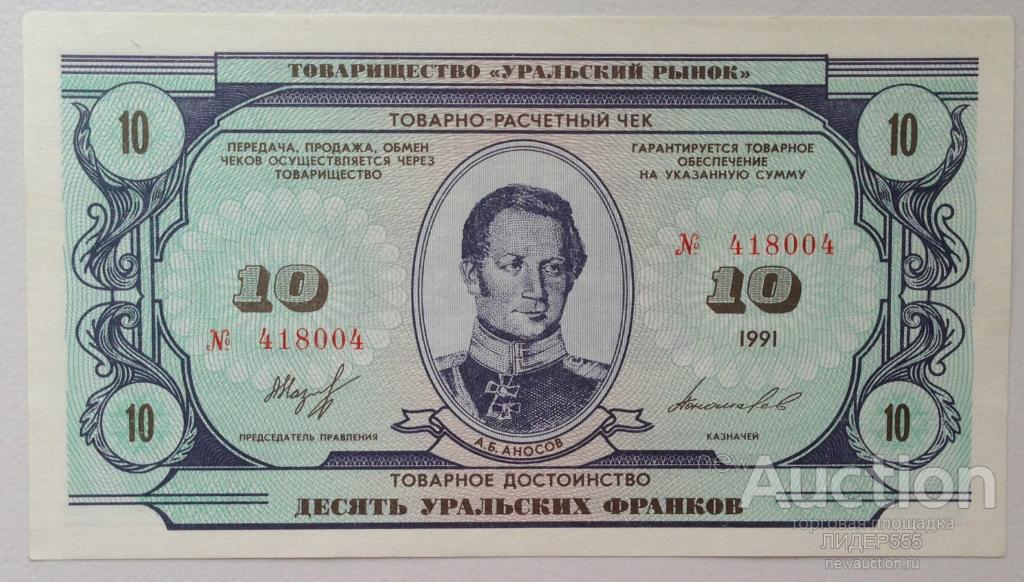 ТОВАРИЩЕСТВО «УРАЛЬСКИЙ РЫНОК»
ТОВАРНО-РАСЧЕТНЫЙ ЧЕК
10
10
ПЕРЕДАЧА, ПРОДАЖА, ОБМЕН
ЧЕКОВ ОСУЩЕСТВЛЯЕТСЯ ЧЕРЕЗ
ТОВАРИЩЕСТВО
ГАРАНТИРУЕТСЯ ТОВАРНОЕ
ОБЕСПЕЧЕНИЕ
НА УКАЗАННУЮ СУММУ
№ 418004
10
10
№ 418004
1991
Пономарев
10
10
ПРЕДСЕДАТЕЛЬ ПРАВЛЕНИЯ
КАЗНАЧЕЙ
А.Б. АНОСОВ
ТОВАРНОЕ ДОСТОИНСТВО
ДЕСЯТЬ УРАЛЬСКИХ ФРАНКОВ
Auction
торговая площадка
ЛИДЕР555
newauction.ru